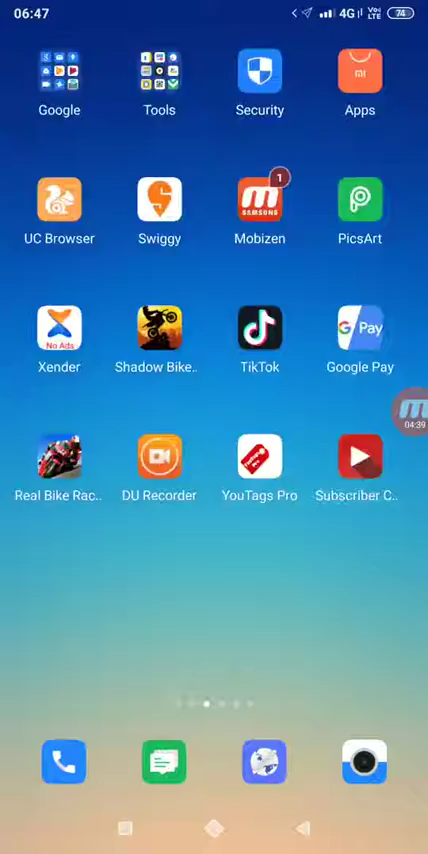 06:47
4G
Vo)
LTE
74
Google
Tools
Security
Apps
mi
1
SAMSUNG
UC Browser
Swiggy
Mobizen
PicsArt
No Ads
G Pay
Xender
Shadow Bike..
TikTok
Google Pay
04:39
Real Bike Rac..
DU Recorder
YouTags Pro
Subscriber C..